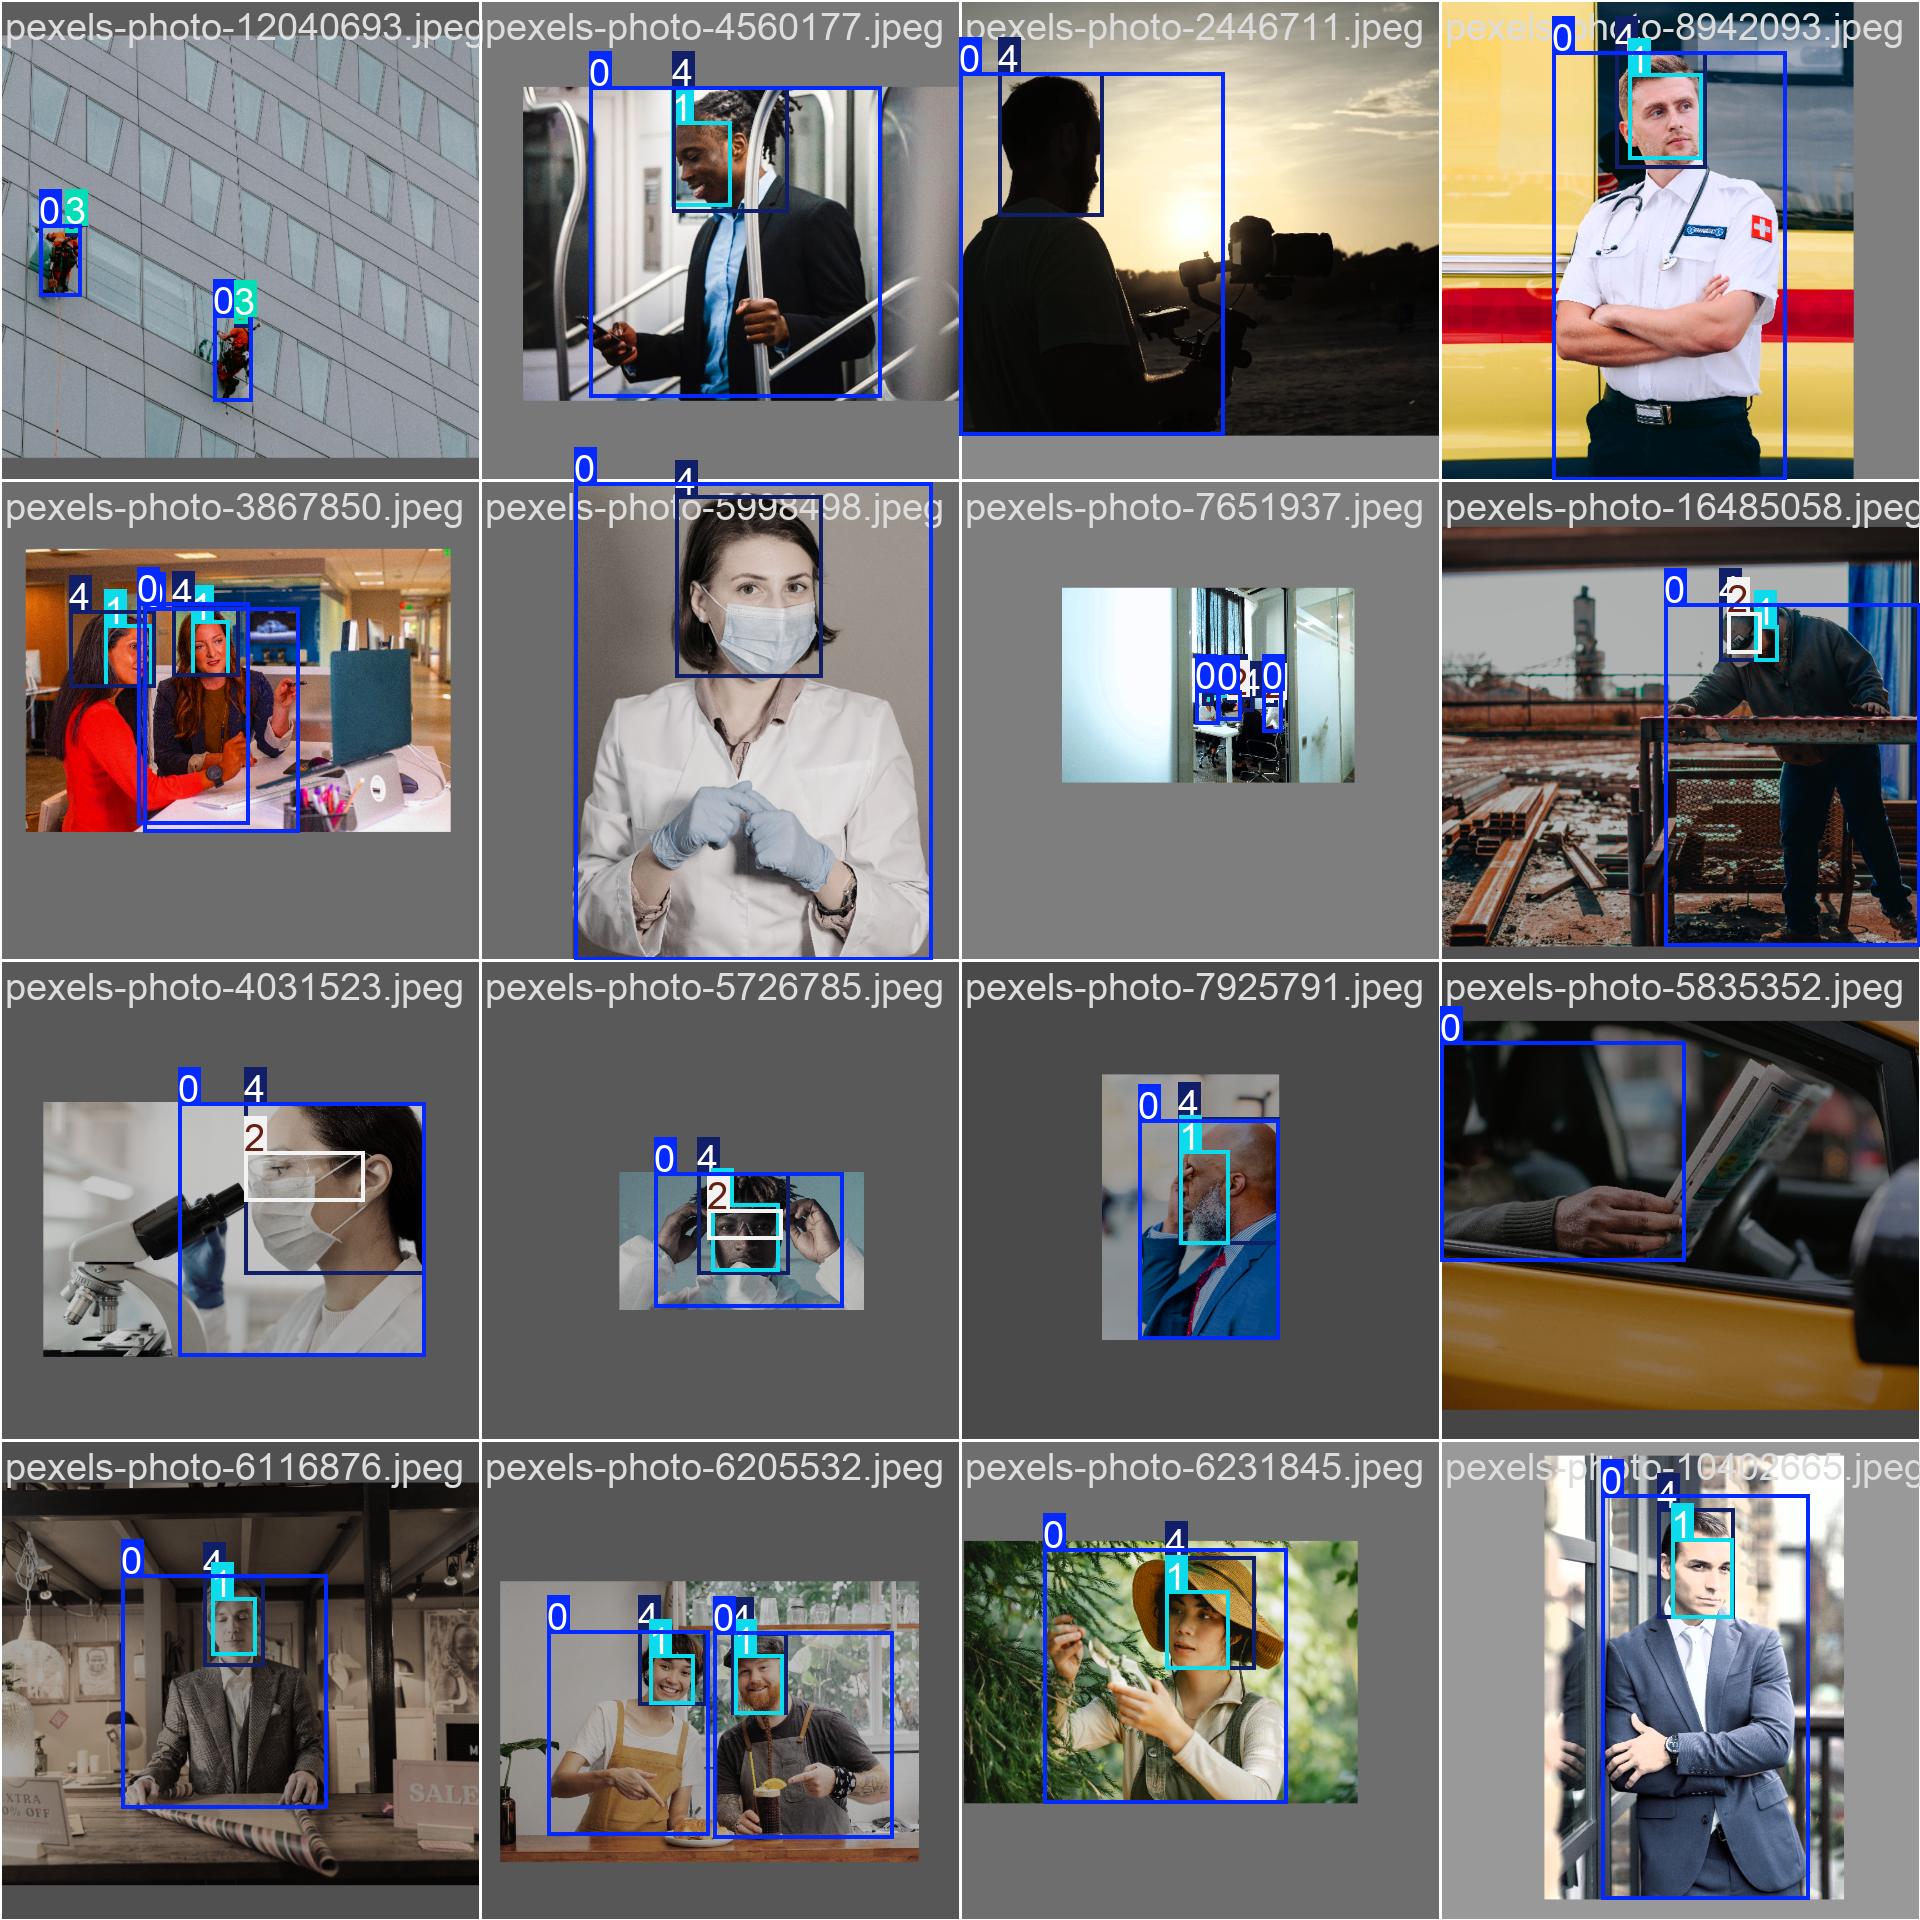 pexels-photo-12040693.jpeg
0 3
0 3
pexels-photo-4560177.jpeg
0 4
1
pexels-photo-2446711.jpeg
0 4
pexels-photo-8942093.jpeg
0 4
1
pexels-photo-3867850.jpeg
4 1 0 4 1
pexels-photo-5998498.jpeg
0 4
pexels-photo-7651937.jpeg
0 0 4 0
pexels-photo-16485058.jpeg
0 4
2 1
pexels-photo-4031523.jpeg
0 4
2
pexels-photo-5726785.jpeg
0 4
2
pexels-photo-7925791.jpeg
0 4
1
pexels-photo-5835352.jpeg
0
pexels-photo-6116876.jpeg
0 4
1
EXTRA
0% OFF
SALE
pexels-photo-6205532.jpeg
0 4 0 4
1 1
pexels-photo-6231845.jpeg
0 4
1
pexels-photo-10402665.jpeg
0 4
1